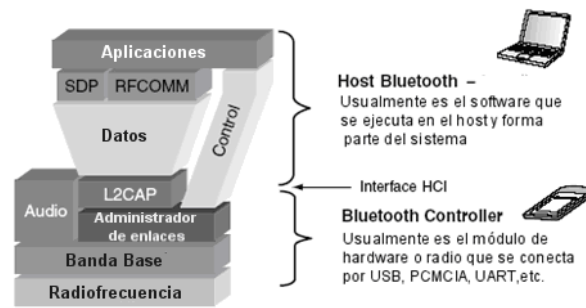 Aplicaciones
SDP RFCOMM
Datos
Control
L2CAP
Audio
Administrador
de enlaces
Banda Base
Radiofrecuencia
Host Bluetooth –
Usualmente es el software que
se ejecuta en el host y forma
parte del sistema
Interface HCI
Bluetooth Controller
Usualmente es el módulo de
hardware o radio que se conecta
por USB, PCMCIA, UART,etc.